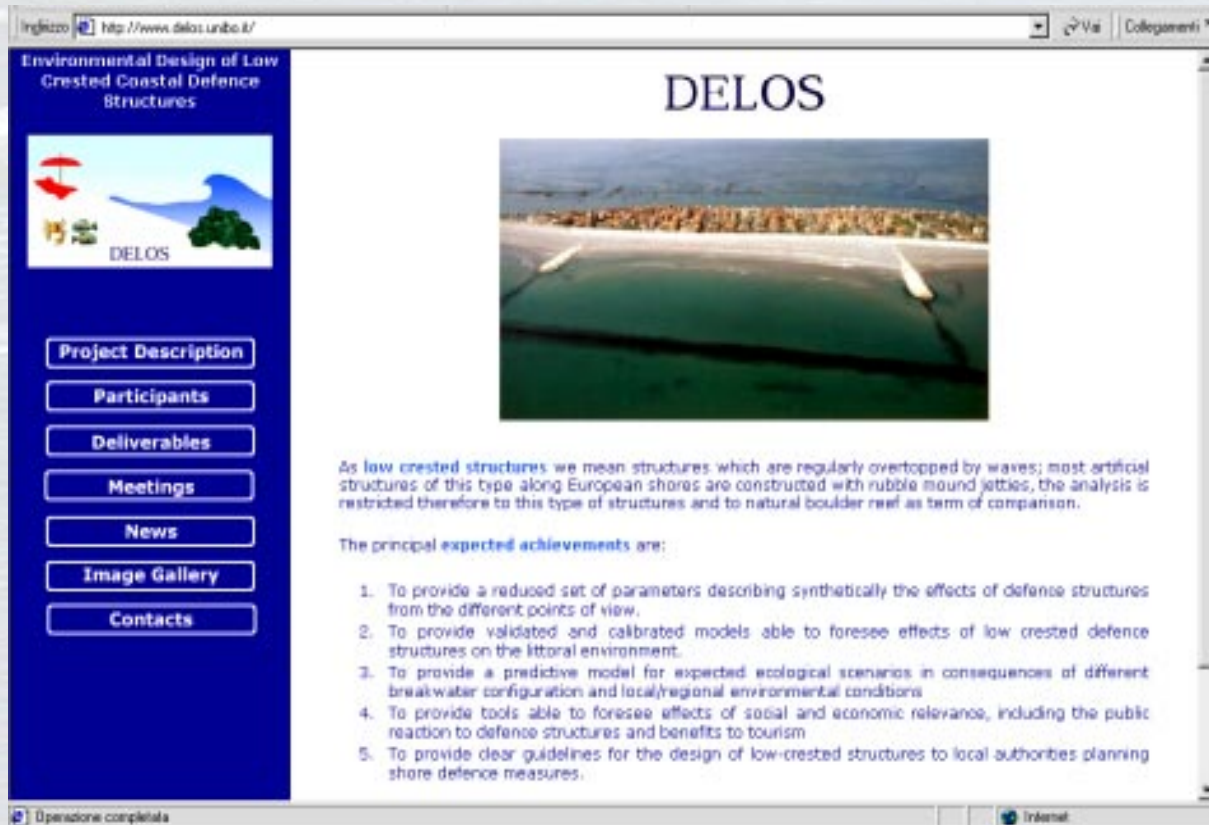 Indirizzo http://www.delos.unibo.it/ Vai Collegamenti
Environmental Design of Low
Crested Coastal Defence
Structures
DELOS
Project Description
Participants
Deliverables
Meetings
News
Image Gallery
Contacts
DELOS
As low crested structures we mean structures which are regularly overtopped by waves; most artificial
structures of this type along European shores are constructed with rubble mound jetties, the analysis is
restricted therefore to this type of structures and to natural boulder reef as term of comparison.
The principal expected achievements are:
1. To provide a reduced set of parameters describing synthetically the effects of defence structures
from the different points of view.
2. To provide validated and calibrated models able to foresee effects of low crested defence
structures on the littoral environment.
3. To provide a predictive model for expected ecological scenarios in consequences of different
breakwater configuration and local/regional environmental conditions
4. To provide tools able to foresee effects of social and economic relevance, including the public
reaction to defence structures and benefits to tourism
5. To provide clear guidelines for the design of low-crested structures to local authorities planning
shore defence measures.
Operazione completata Internet